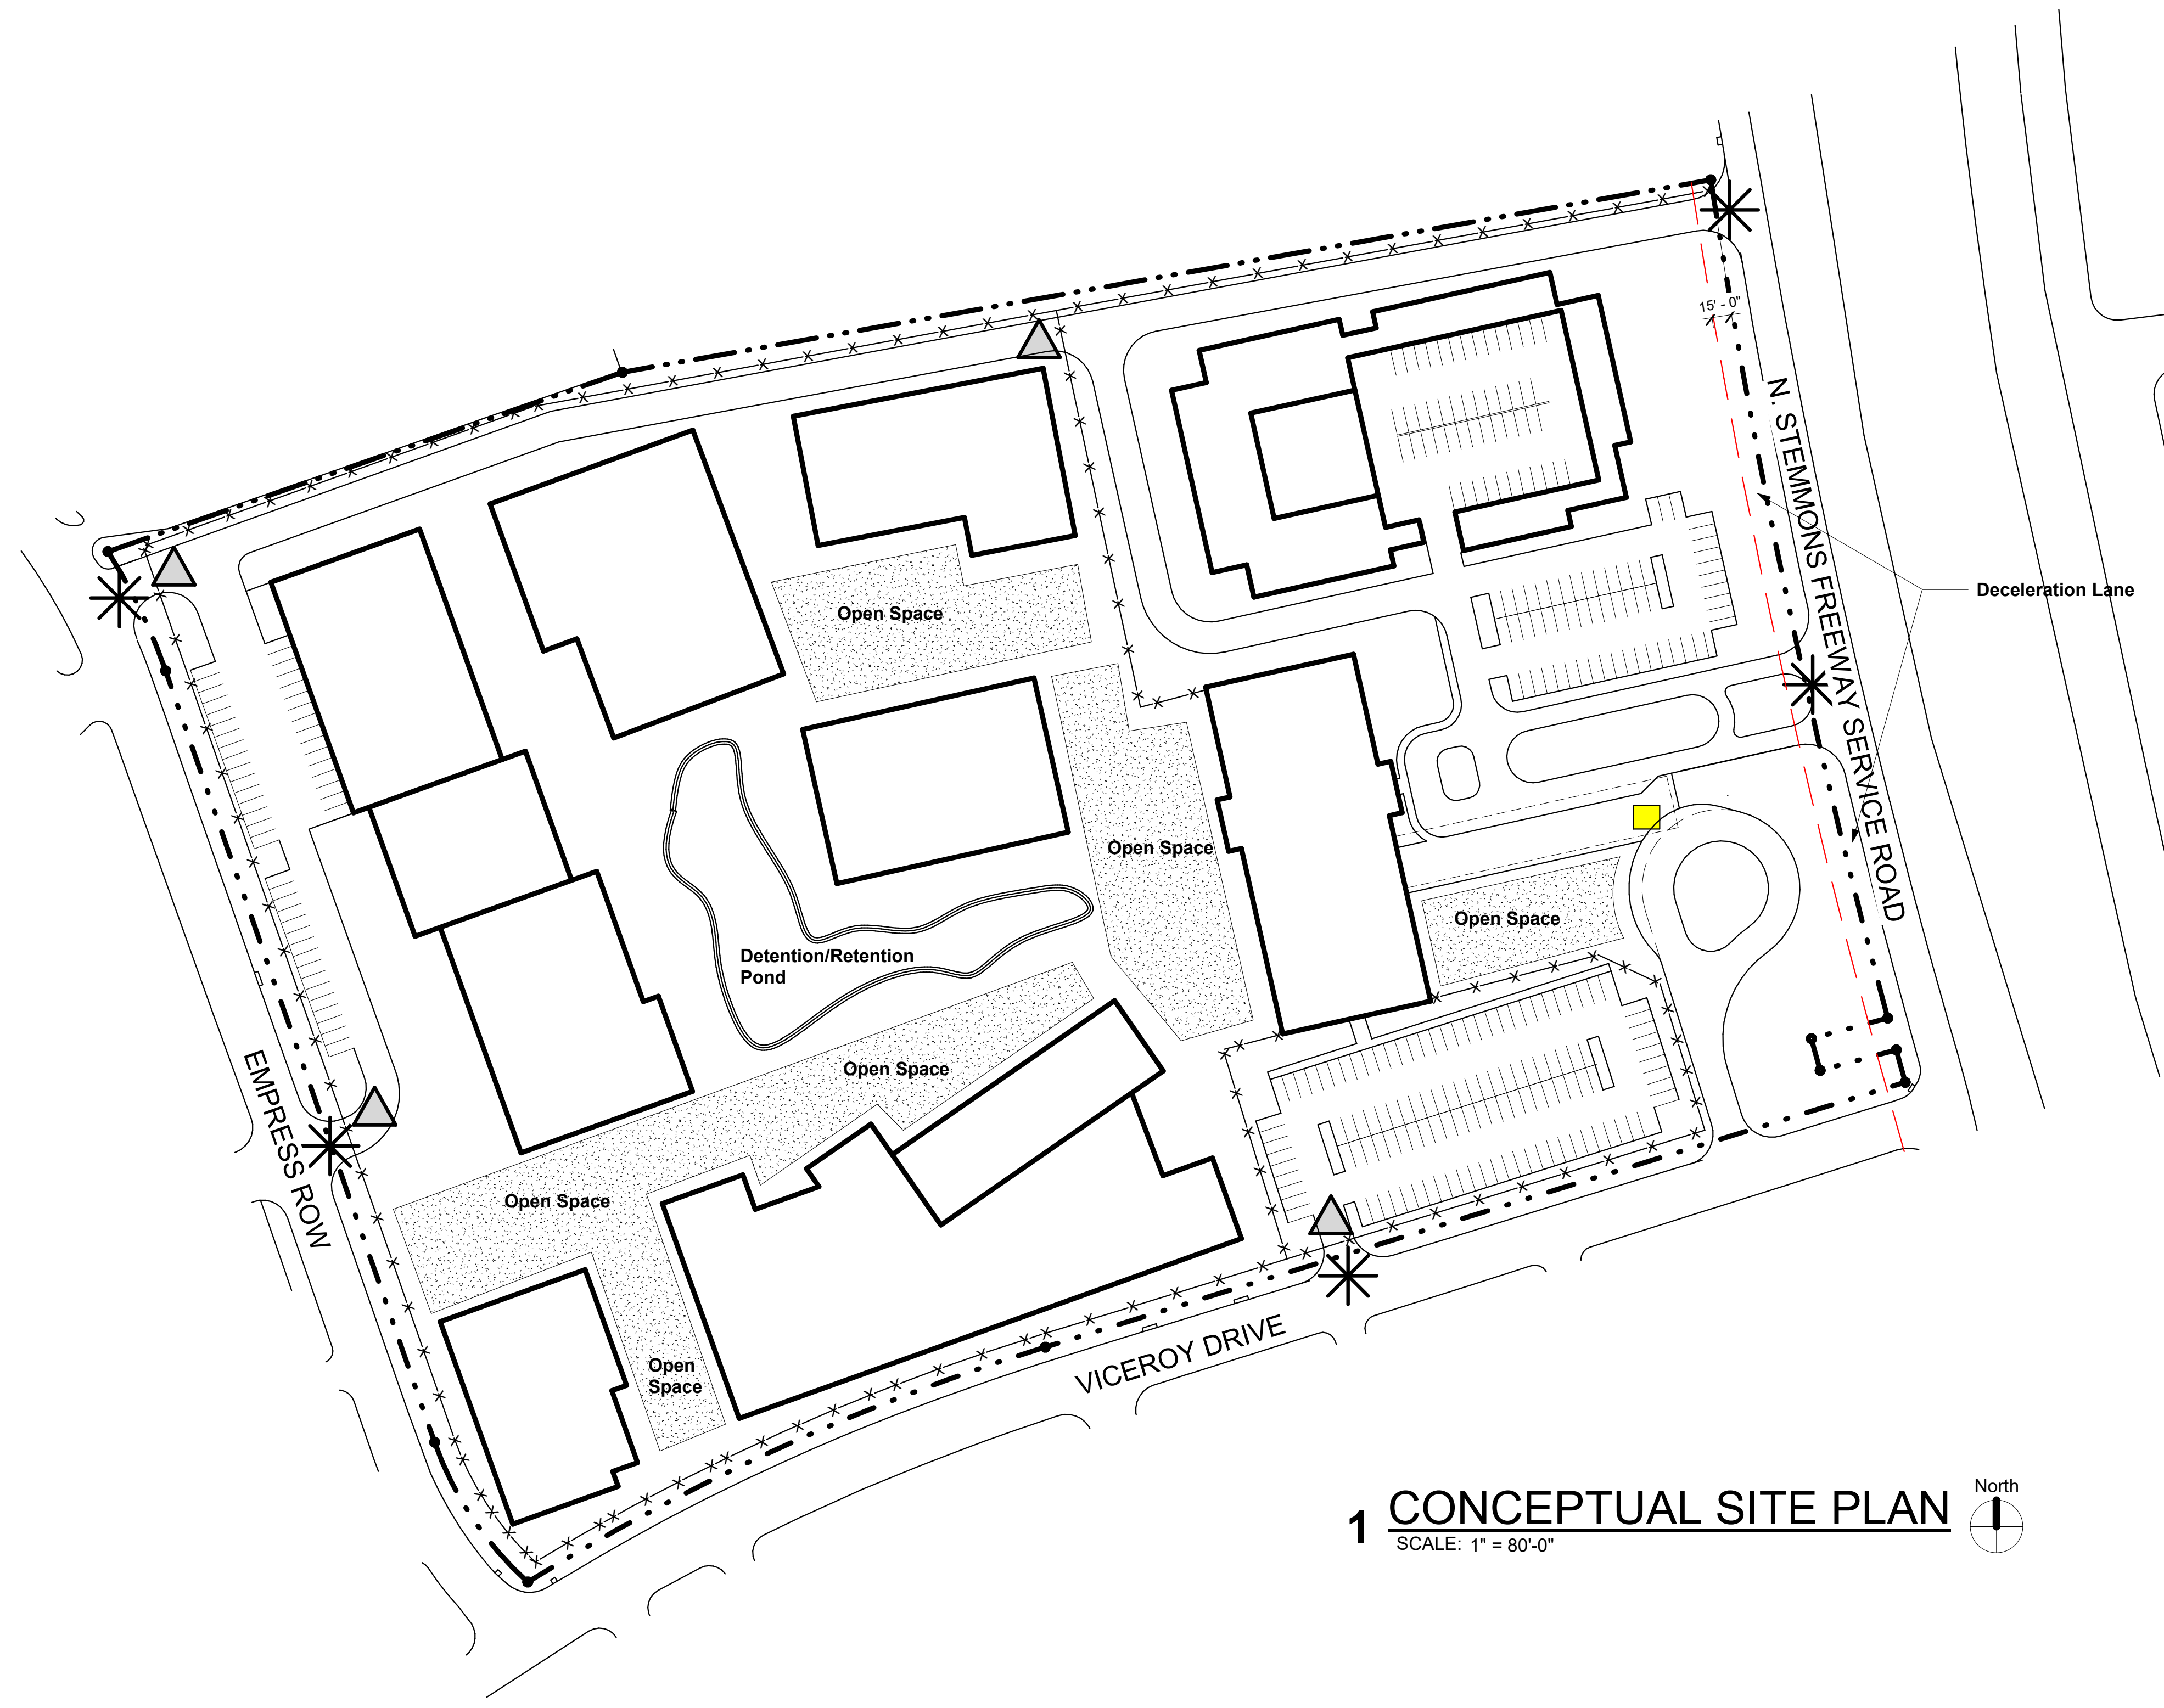 15' - 0"
N. STEMMONS FREEWAY SERVICE ROAD
Deceleration Lane
Open Space
Open Space
Open Space
Detention/Retention
Pond
Open Space
Open Space
Open
Space
EMPRESS ROW
VICEROY DRIVE
1 CONCEPTUAL SITE PLAN
SCALE: 1" = 80'-0"
North